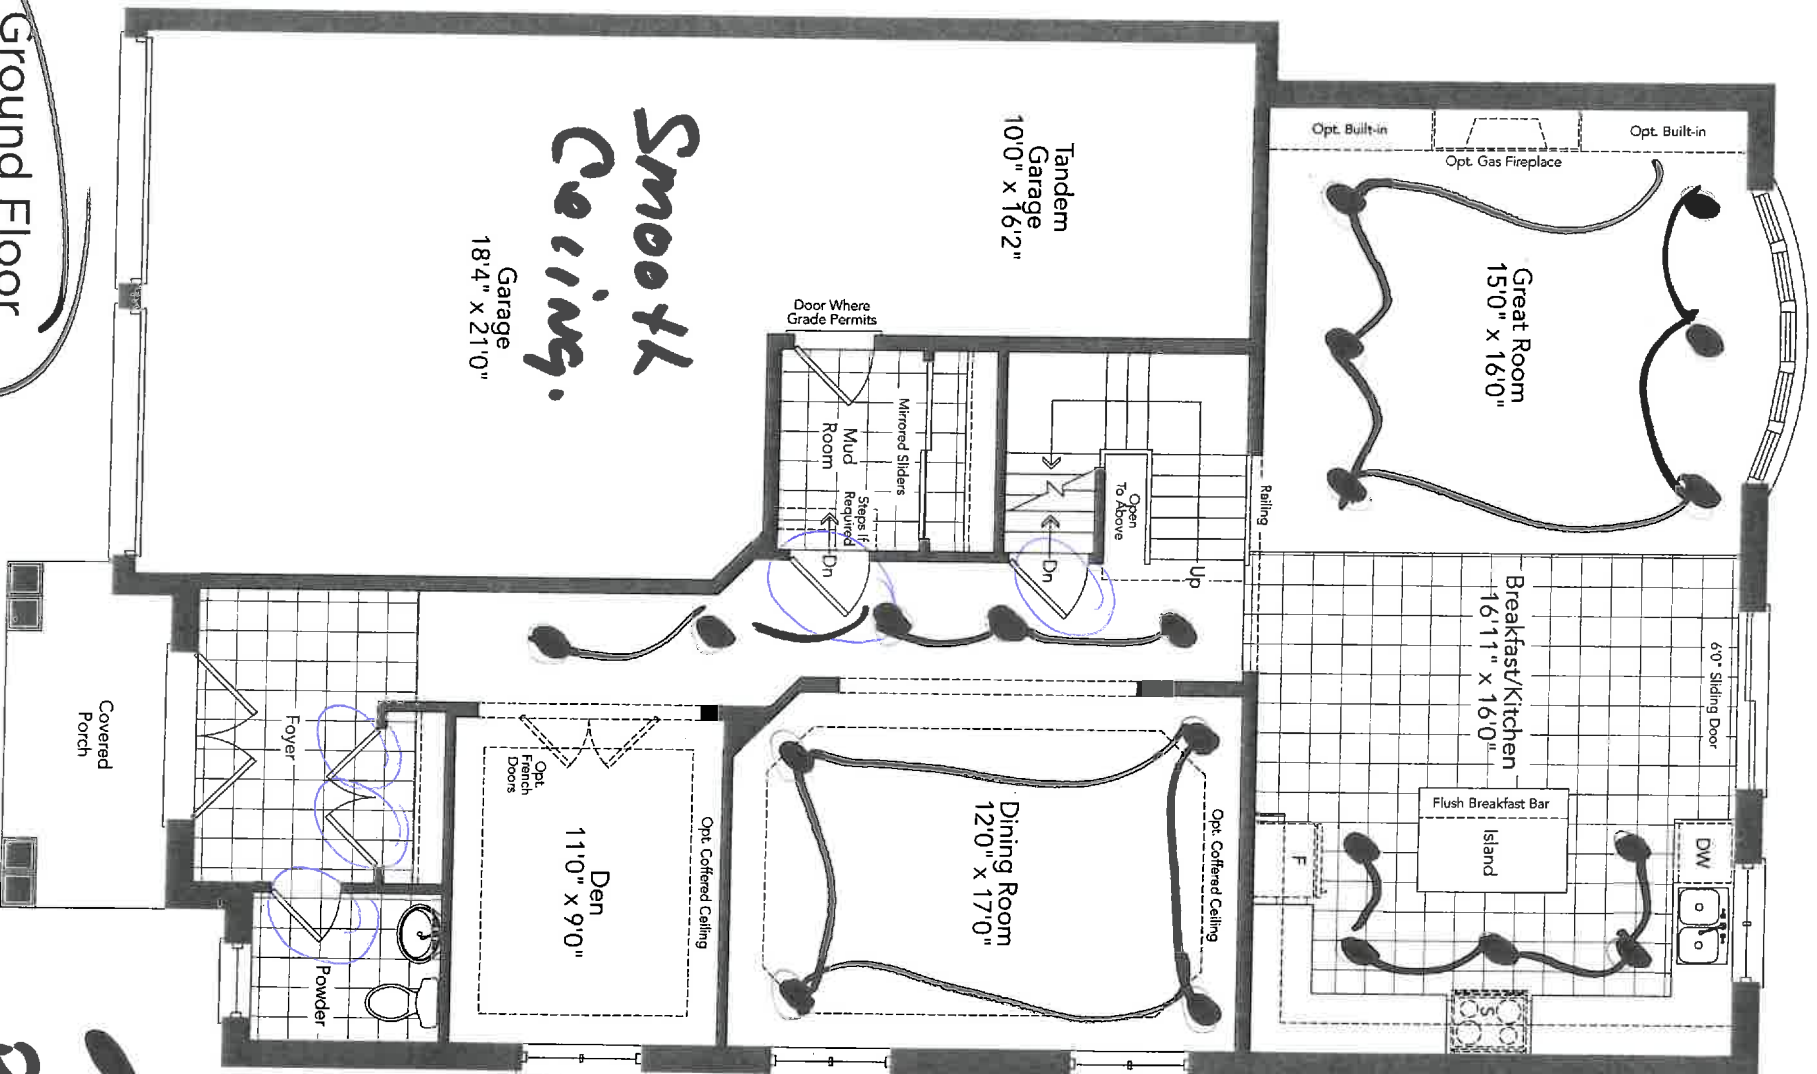 Ground Floor
Smooth
Ceiling.
Garage
18'4" x 21'0"
Tandem
Garage
10'0" x 16'2"
Door Where
Grade Permits
Mud
Room
Mirrored Sliders
Steps If
Required
Dn
Dn
Open
To Above
Up
Railing
Opt. Built-in
Opt. Gas Fireplace
Opt. Built-in
Great Room
15'0" x 16'0"
Breakfast/Kitchen
16'11" x 16'0"
6'0" Sliding Door
Flush Breakfast Bar
Island
DW
F
S
Dining Room
12'0" x 17'0"
Opt Coffered Ceiling
Den
11'0" x 9'0"
Opt Coffered Ceiling
Opt.
French
Doors
Foyer
Powder
Covered
Porch